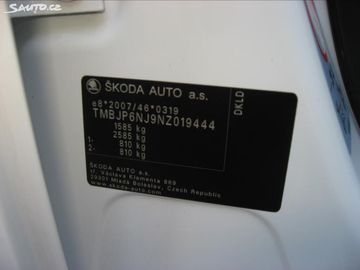 Sauto.cz
ŠKODA AUTO a.s.
e8*2007/46*0319
TMBJP6NJ9NZ019444
1585 kg
2585 kg
1- 810 kg
2- 810 kg
DKLD
ŠKODA AUTO a.s.
tř. Václava Klementa 869
29301 Mladá Boleslav, Czech Republic
www.skoda-auto.com